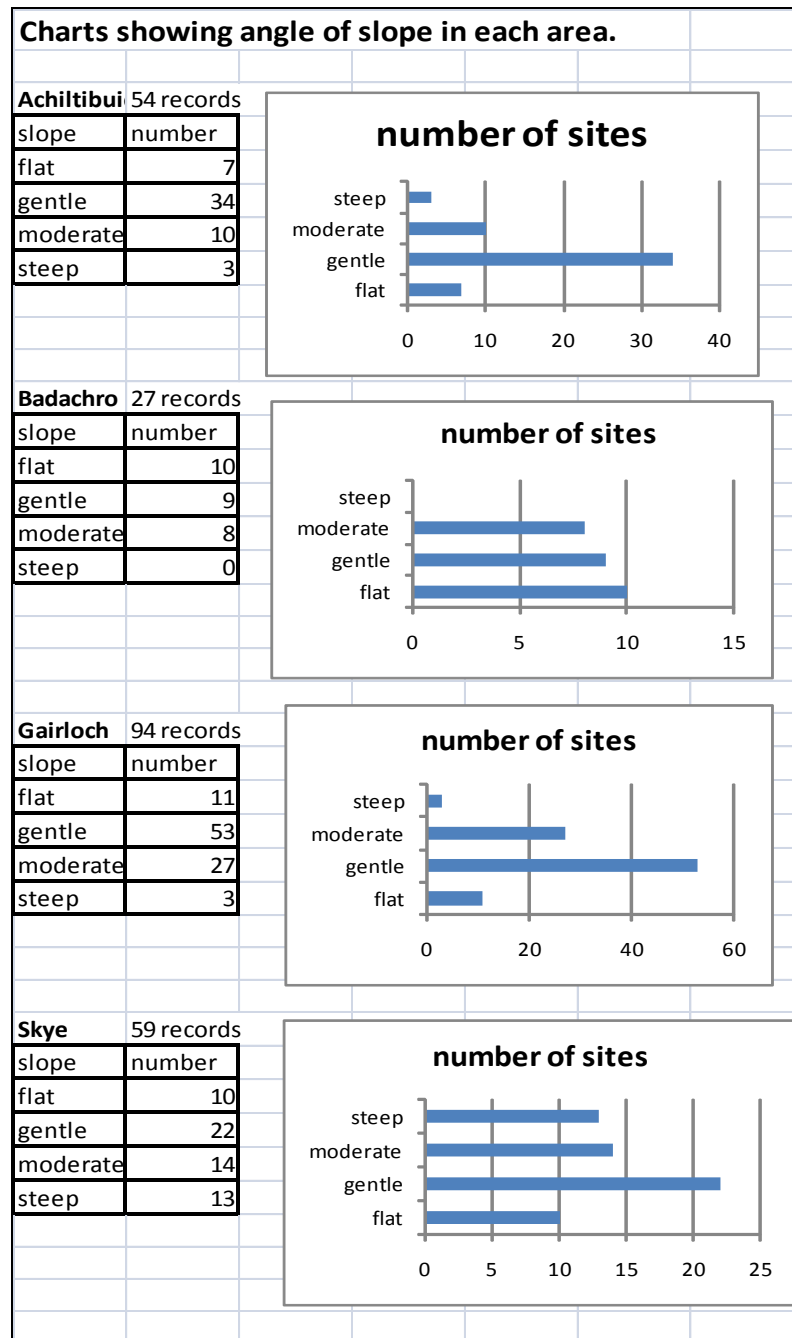 Charts showing angle of slope in each area.
Achiltibui 54 records
slope number
flat 7
gentle 34
moderate 10
steep 3
number of sites
steep
moderate
gentle
flat
0 10 20 30 40
Badachro 27 records
slope number
flat 10
gentle 9
moderate 8
steep 0
number of sites
steep
moderate
gentle
flat
0 5 10 15
Gairloch 94 records
slope number
flat 11
gentle 53
moderate 27
steep 3
number of sites
steep
moderate
gentle
flat
0 20 40 60
Skye 59 records
slope number
flat 10
gentle 22
moderate 14
steep 13
number of sites
steep
moderate
gentle
flat
0 5 10 15 20 25